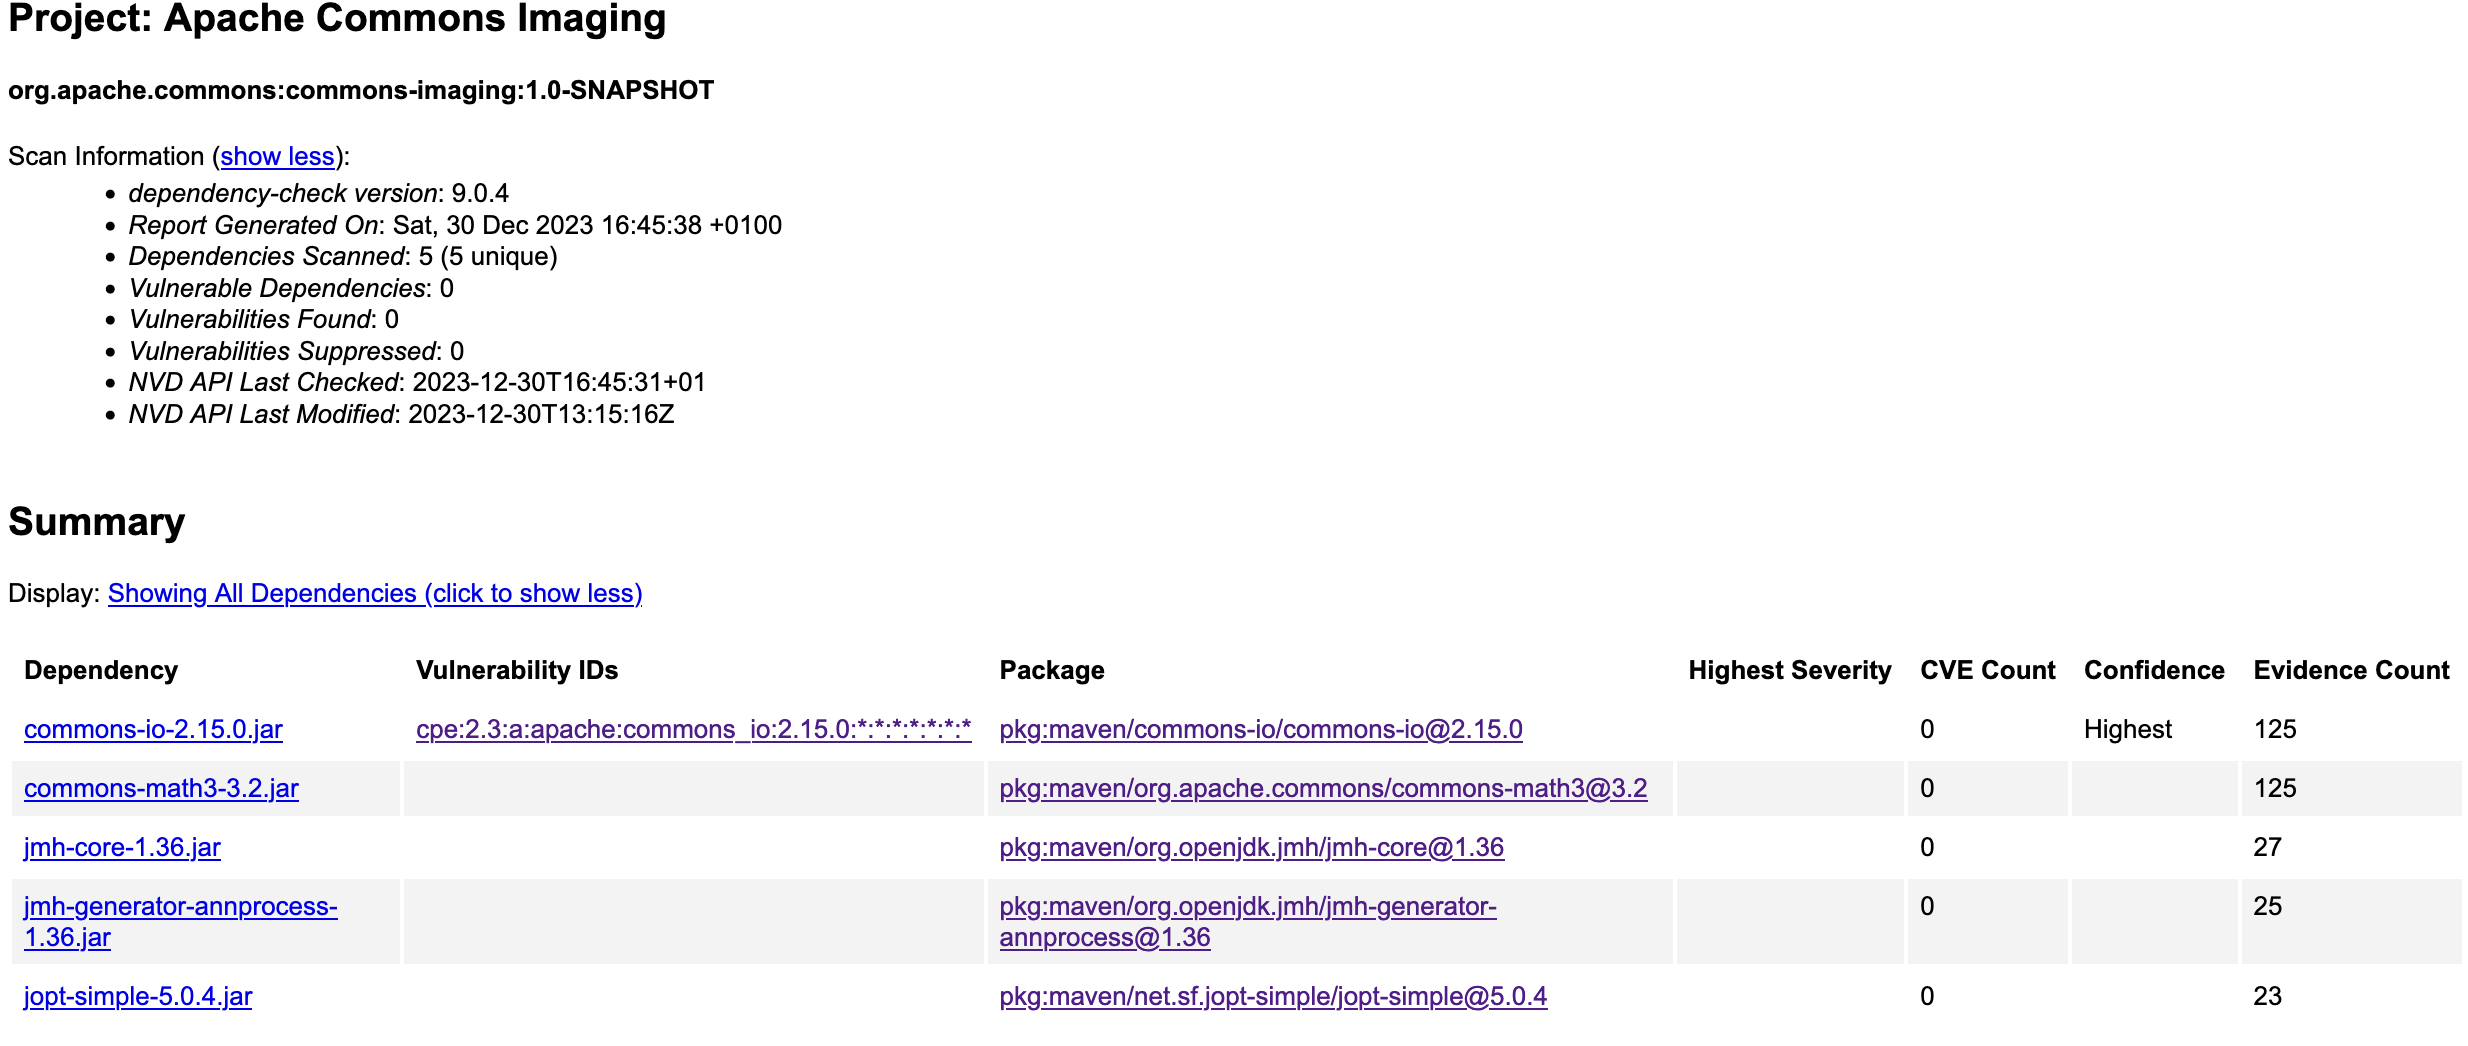 Project: Apache Commons Imaging
org.apache.commons:commons-imaging:1.0-SNAPSHOT
Scan Information (show less):
• dependency-check version: 9.0.4
• Report Generated On: Sat, 30 Dec 2023 16:45:38 +0100
• Dependencies Scanned: 5 (5 unique)
• Vulnerable Dependencies: 0
• Vulnerabilities Found: 0
• Vulnerabilities Suppressed: 0
• NVD API Last Checked: 2023-12-30T16:45:31+01
• NVD API Last Modified: 2023-12-30T13:15:16Z
Summary
Display: Showing All Dependencies (click to show less)
Dependency Vulnerability IDs Package Highest Severity CVE Count Confidence Evidence Count
commons-io-2.15.0.jar cpe:2.3:a:apache:commons_io:2.15.0:*:*:*:*:*:*:* pkg:maven/commons-io/commons-io@2.15.0 0 Highest 125
commons-math3-3.2.jar pkg:maven/org.apache.commons/commons-math3@3.2 0 125
jmh-core-1.36.jar pkg:maven/org.openjdk.jmh/jmh-core@1.36 0 27
jmh-generator-annprocess- pkg:maven/org.openjdk.jmh/jmh-generator- 0 25
1.36.jar annprocess@1.36
jopt-simple-5.0.4.jar pkg:maven/net.sf.jopt-simple/jopt-simple@5.0.4 0 23